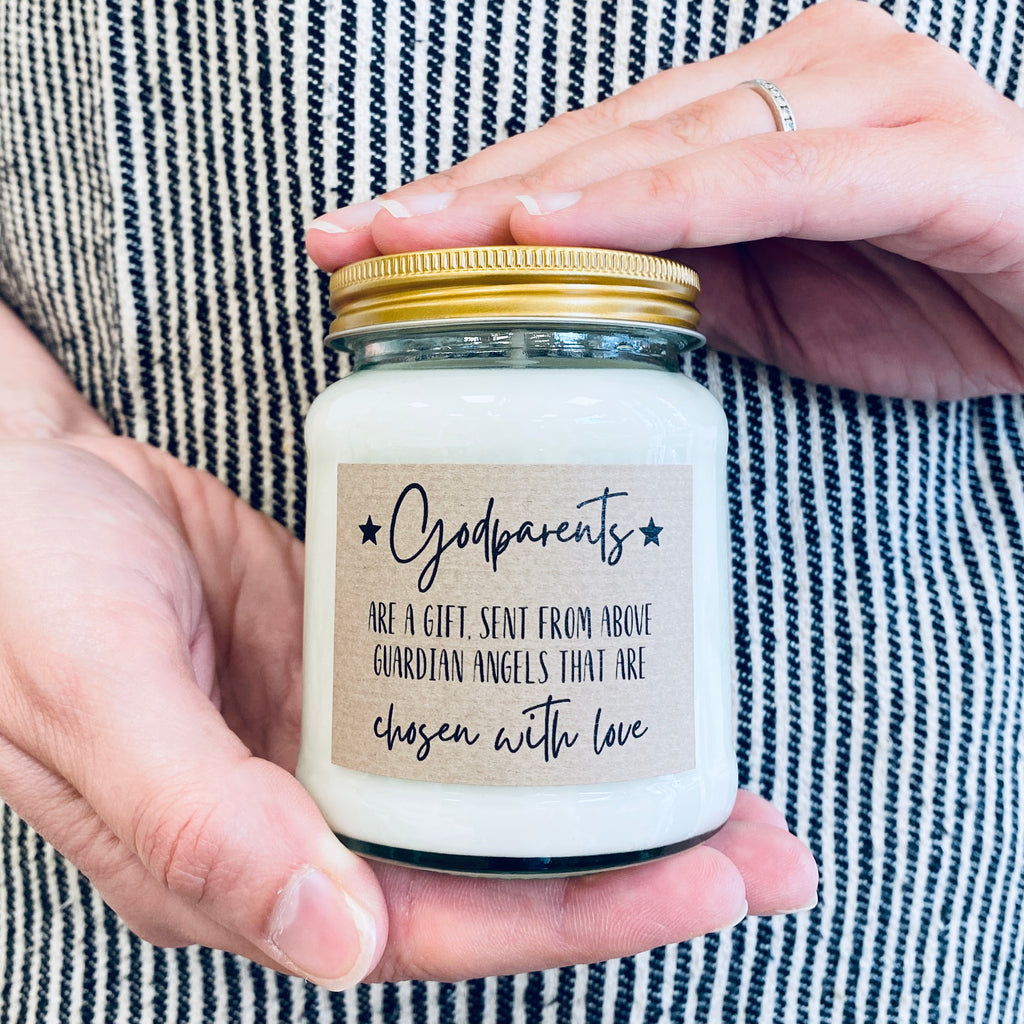 Godparents
ARE A GIFT, SENT FROM ABOVE
GUARDIAN ANGELS THAT ARE
chosen with love